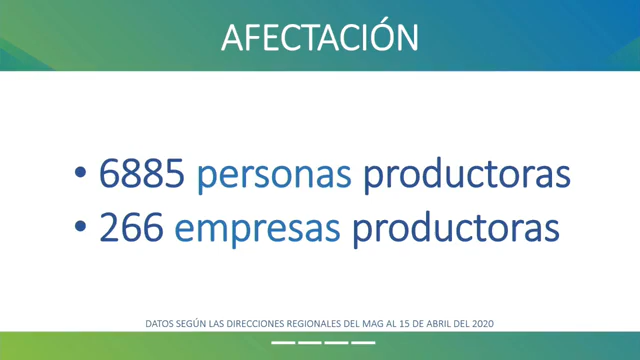 AFECTACIÓN
• 6885 personas productoras
• 266 empresas productoras
DATOS SEGÚN LAS DIRECCIONES REGIONALES DEL MAG AL 15 DE ABRIL DEL 2020